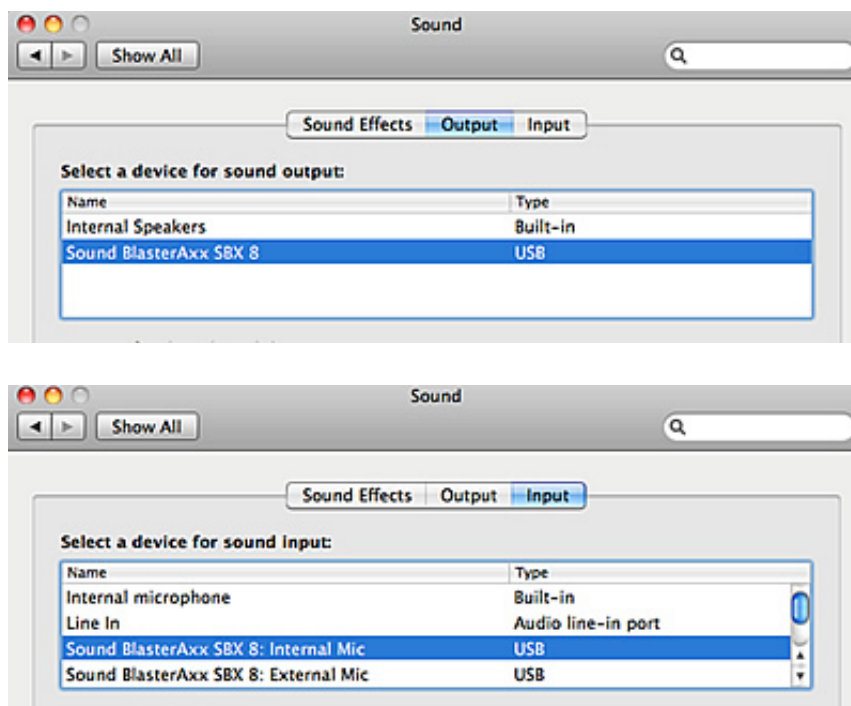 Sound
Show All
Sound Effects Output Input
Select a device for sound output:
Name Type
Internal Speakers Built-in
Sound BlasterAxx SBX 8 USB
Sound
Show All
Sound Effects Output Input
Select a device for sound input:
Name Type
Internal microphone Built-in
Line In Audio line-in port
Sound BlasterAxx SBX 8: Internal Mic USB
Sound BlasterAxx SBX 8: External Mic USB